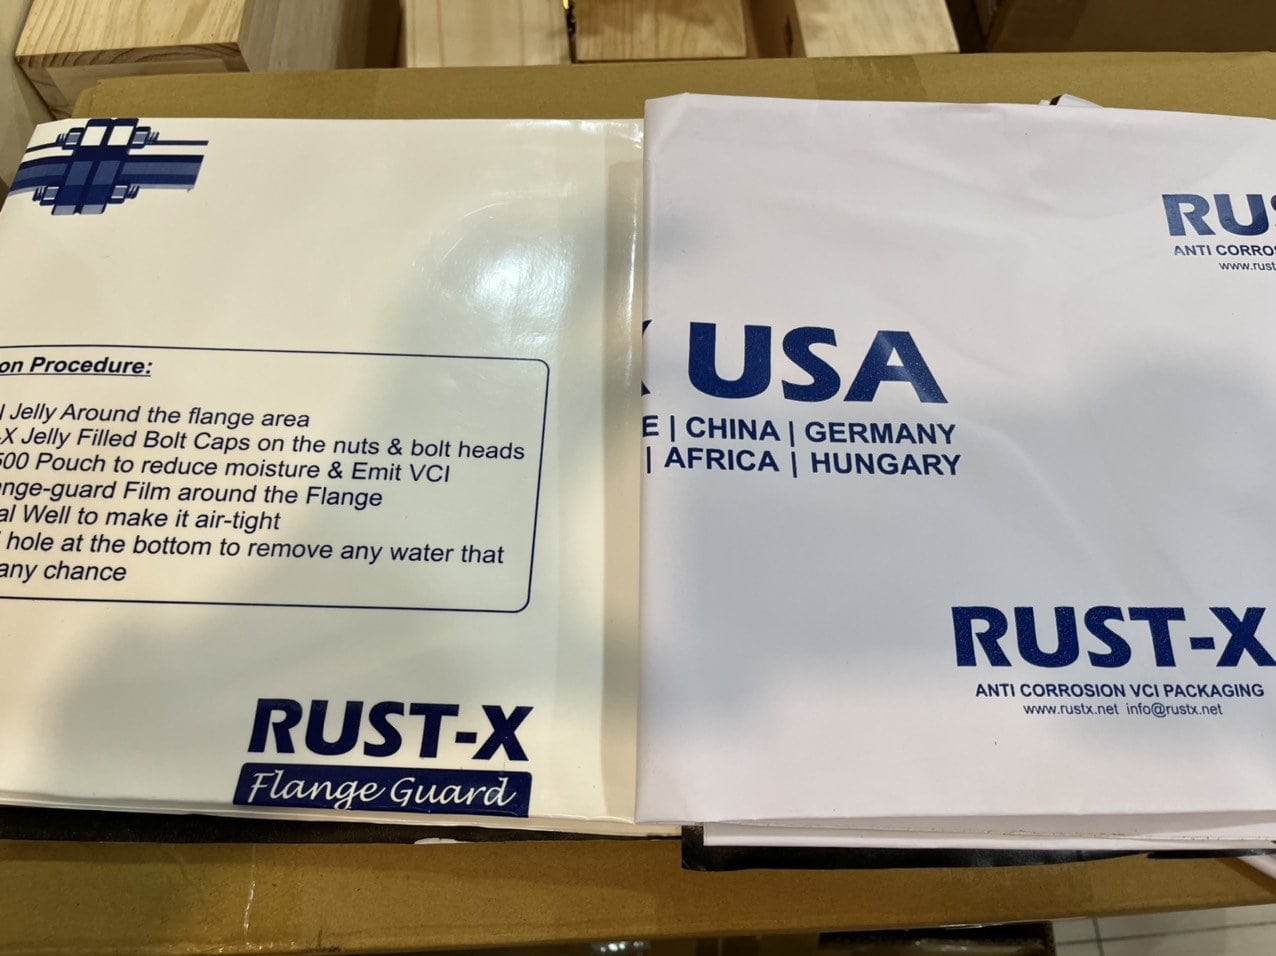 on Procedure:
Jelly Around the flange area
-X Jelly Filled Bolt Caps on the nuts & bolt heads
500 Pouch to reduce moisture & Emit VCI
nge-guard Film around the Flange
al Well to make it air-tight
hole at the bottom to remove any water that
any chance
RUST-X
Flange Guard
RUS
ANTI CORRO
www.rust
USA
E | CHINA | GERMANY
| AFRICA | HUNGARY
RUST-X
ANTI CORROSION VCI PACKAGING
www.rustx.net info@rustx.net